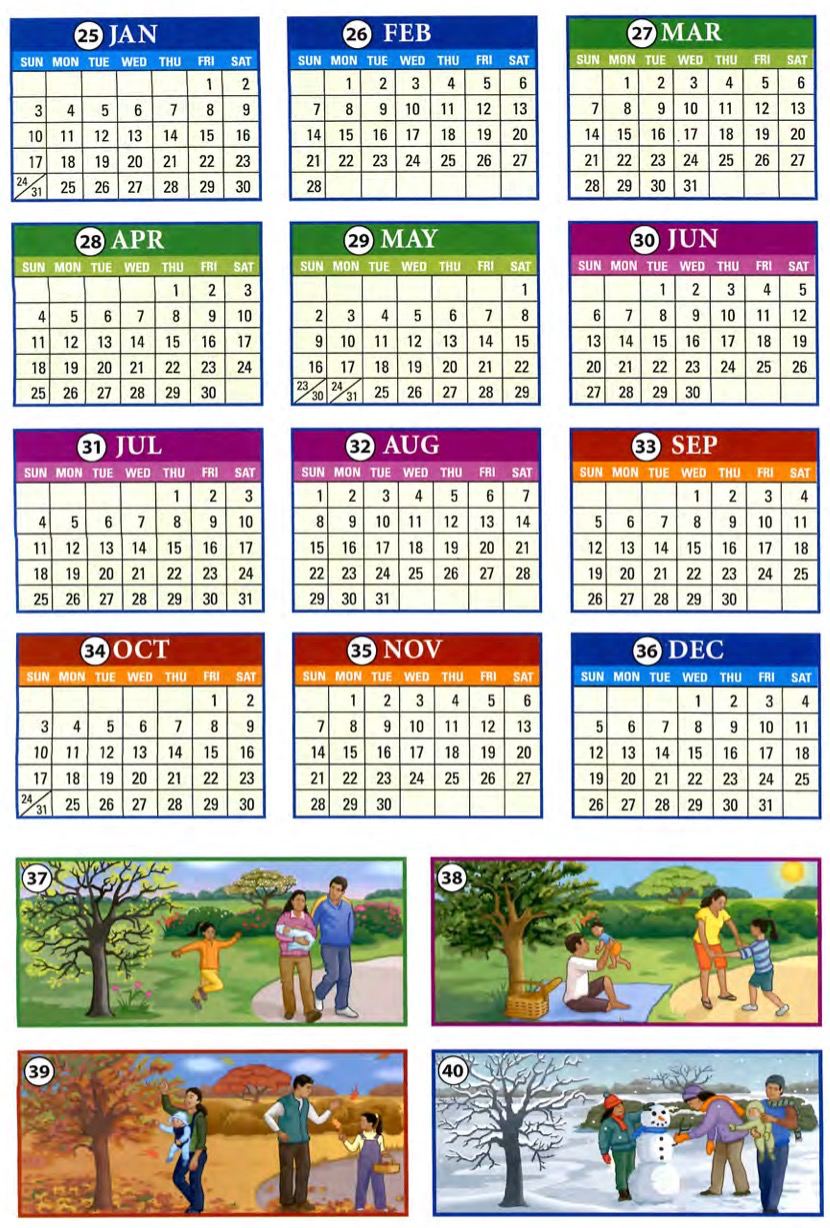 25 JAN
SUN MON TUE WED THU FRI SAT
1 2
3 4 5 6 7 8 9
10 11 12 13 14 15 16
17 18 19 20 21 22 23
24/31 25 26 27 28 29 30
26 FEB
SUN MON TUE WED THU FRI SAT
1 2 3 4 5 6
7 8 9 10 11 12 13
14 15 16 17 18 19 20
21 22 23 24 25 26 27
28
27 MAR
SUN MON TUE WED THU FRI SAT
1 2 3 4 5 6
7 8 9 10 11 12 13
14 15 16 17 18 19 20
21 22 23 24 25 26 27
28 29 30 31
28 APR
SUN MON TUE WED THU FRI SAT
1 2 3
4 5 6 7 8 9 10
11 12 13 14 15 16 17
18 19 20 21 22 23 24
25 26 27 28 29 30
29 MAY
SUN MON TUE WED THU FRI SAT
1
2 3 4 5 6 7 8
9 10 11 12 13 14 15
16 17 18 19 20 21 22
23/30 24/31 25 26 27 28 29
30 JUN
SUN MON TUE WED THU FRI SAT
1 2 3 4 5
6 7 8 9 10 11 12
13 14 15 16 17 18 19
20 21 22 23 24 25 26
27 28 29 30
31 JUL
SUN MON TUE WED THU FRI SAT
1 2 3
4 5 6 7 8 9 10
11 12 13 14 15 16 17
18 19 20 21 22 23 24
25 26 27 28 29 30 31
32 AUG
SUN MON TUE WED THU FRI SAT
1 2 3 4 5 6 7
8 9 10 11 12 13 14
15 16 17 18 19 20 21
22 23 24 25 26 27 28
29 30 31
33 SEP
SUN MON TUE WED THU FRI SAT
1 2 3 4
5 6 7 8 9 10 11
12 13 14 15 16 17 18
19 20 21 22 23 24 25
26 27 28 29 30
34 OCT
SUN MON TUE WED THU FRI SAT
1 2
3 4 5 6 7 8 9
10 11 12 13 14 15 16
17 18 19 20 21 22 23
24/31 25 26 27 28 29 30
35 NOV
SUN MON TUE WED THU FRI SAT
1 2 3 4 5 6
7 8 9 10 11 12 13
14 15 16 17 18 19 20
21 22 23 24 25 26 27
28 29 30
36 DEC
SUN MON TUE WED THU FRI SAT
1 2 3 4
5 6 7 8 9 10 11
12 13 14 15 16 17 18
19 20 21 22 23 24 25
26 27 28 29 30 31
37
38
39
40